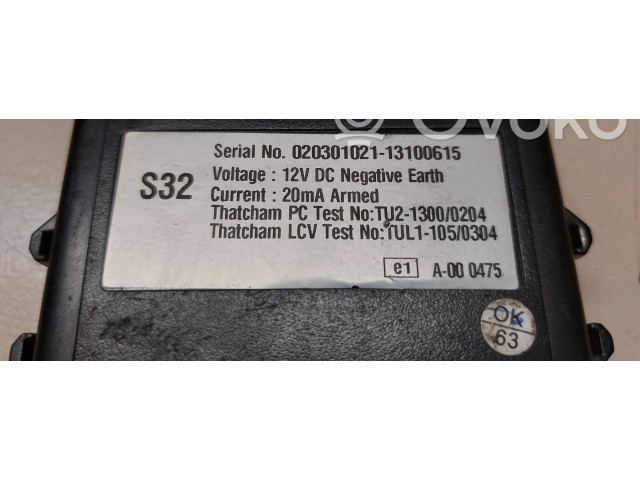 OVOKO
S32
Serial No. 020301021-13100615
Voltage : 12V DC Negative Earth
Current : 20mA Armed
Thatcham PC Test No:TU2-1300/0204
Thatcham LCV Test No:TUL1-105/0304
e1 A-00 0475
OK
63